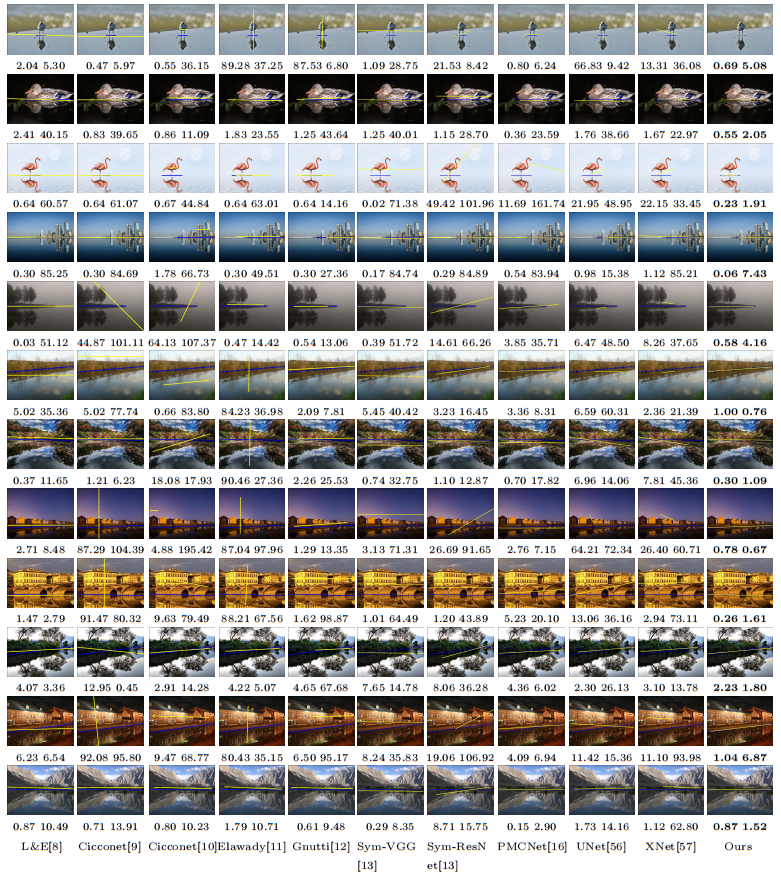 2.04 5.30 0.47 5.97 0.55 36.15 89.28 37.25 87.53 6.80 1.09 28.75 21.53 8.42 0.80 6.24 66.83 9.42 13.31 36.08 0.69 5.08
2.41 40.15 0.83 39.65 0.86 11.09 1.83 23.55 1.25 43.64 1.25 40.01 1.15 28.70 0.36 23.59 1.76 38.66 1.67 22.97 0.55 2.05
0.64 60.57 0.64 61.07 0.67 44.84 0.64 63.01 0.64 14.16 0.02 71.38 49.42 101.96 11.69 161.74 21.95 48.95 22.15 33.45 0.23 1.91
0.30 85.25 0.30 84.69 1.78 66.73 0.30 49.51 0.30 27.36 0.17 84.74 0.29 84.89 0.54 83.94 0.98 15.38 1.12 85.21 0.06 7.43
0.03 51.12 44.87 101.11 64.13 107.37 0.47 14.42 0.54 13.06 0.39 51.72 14.61 66.26 3.85 35.71 6.47 48.50 8.26 37.65 0.58 4.16
5.02 35.36 5.02 77.74 0.66 83.80 84.23 36.98 2.09 7.81 5.45 40.42 3.23 16.45 3.36 8.31 6.59 60.31 2.36 21.39 1.00 0.76
0.37 11.65 1.21 6.23 18.08 17.93 90.46 27.36 2.26 25.53 0.74 32.75 1.10 12.87 0.70 17.82 6.96 14.06 7.81 45.36 0.30 1.09
2.71 8.48 87.29 104.39 4.88 195.42 87.04 97.96 1.29 13.35 3.13 71.31 26.69 91.65 2.76 7.15 64.21 72.34 26.40 60.71 0.78 0.67
1.47 2.79 91.47 80.32 9.63 79.49 88.21 67.56 1.62 98.87 1.01 64.49 1.20 43.89 5.23 20.10 13.06 36.16 2.94 73.11 0.26 1.61
4.07 3.36 12.95 0.45 2.91 14.28 4.22 5.07 4.65 67.68 7.65 14.78 8.06 36.28 4.36 6.02 2.30 26.13 3.10 13.78 2.23 1.80
6.23 6.54 92.08 95.80 9.47 68.77 80.43 35.15 6.50 95.17 8.24 35.83 19.06 106.92 4.09 6.94 11.42 15.36 11.10 93.98 1.04 6.87
0.87 10.49 0.71 13.91 0.80 10.23 1.79 10.71 0.61 9.48 0.29 8.35 8.71 15.75 0.15 2.90 1.73 14.16 1.12 62.80 0.87 1.52
L&E[8] Cicconet[9] Cicconet[10] Elawady[11] Gnutti[12] Sym-VGG Sym-ResN PMCNet[16] UNet[56] XNet[57] Ours
[13] et[13]